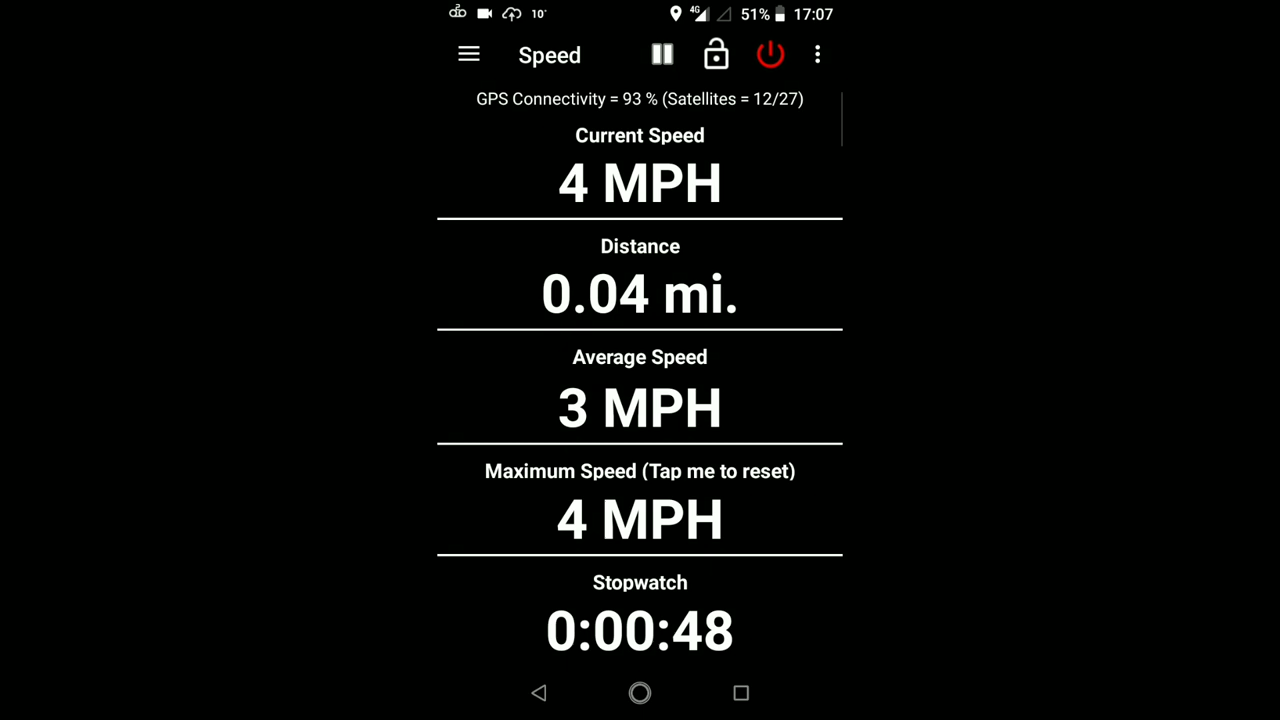 10°
4G
51%
17:07
Speed
GPS Connectivity = 93 % (Satellites = 12/27)
Current Speed
4 MPH
Distance
0.04 mi.
Average Speed
3 MPH
Maximum Speed (Tap me to reset)
4 MPH
Stopwatch
0:00:48